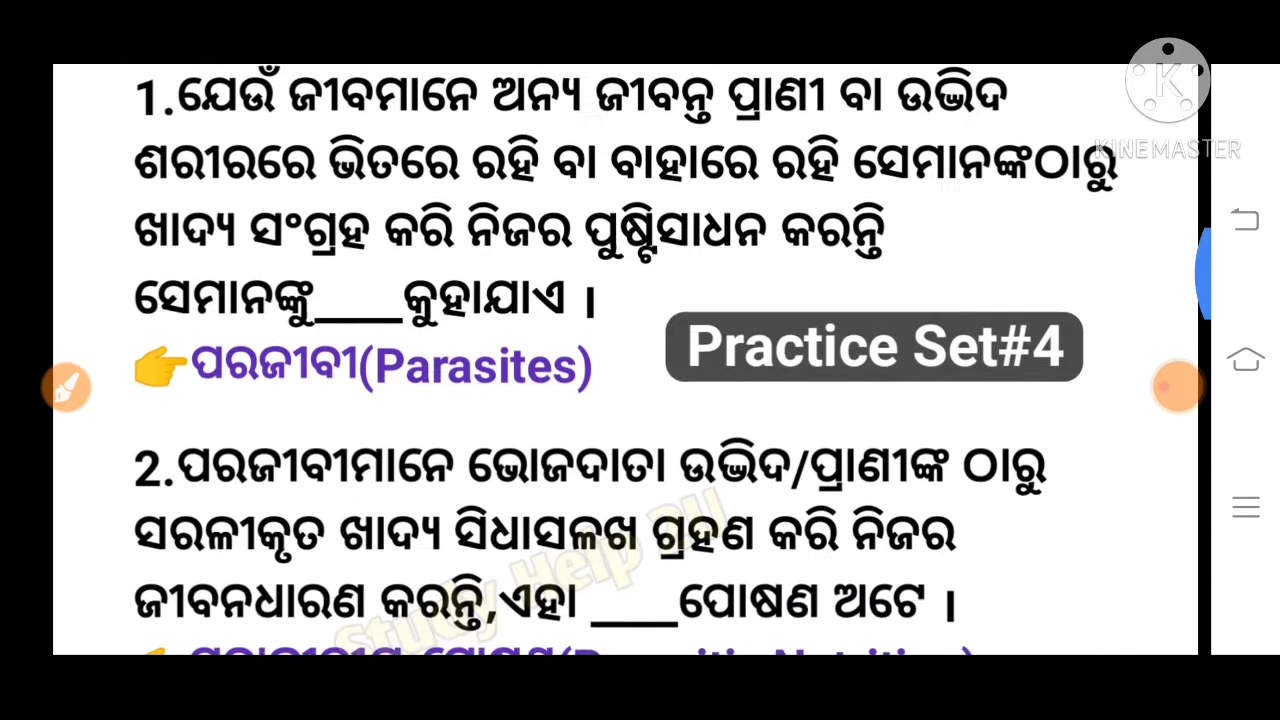 KINEMASTER
1.ଯେଉଁ ଜୀବମାନେ ଅନ୍ୟ ଜୀବନ୍ତ ପ୍ରାଣୀ ବା ଉଦ୍ଭିଦ
ଶରୀରରେ ଭିତରେ ରହି ବା ବାହାରେ ରହି ସେମାନଙ୍କଠାରୁ
ଖାଦ୍ୟ ସଂଗ୍ରହ କରି ନିଜର ପୁଷ୍ଟିସାଧନ କରନ୍ତି
ସେମାନଙ୍କୁ____କୁହାଯାଏ ।
👉ପରଜୀବୀ(Parasites)
Practice Set#4
2.ପରଜୀବୀମାନେ ଭୋଜଦାତା ଉଦ୍ଭିଦ/ପ୍ରାଣୀଙ୍କ ଠାରୁ
ସରଳୀକୃତ ଖାଦ୍ୟ ସିଧାସଳଖ ଗ୍ରହଣ କରି ନିଜର
ଜୀବନଧାରଣ କରନ୍ତି,ଏହା ____ପୋଷଣ ଅଟେ ।
Study Help